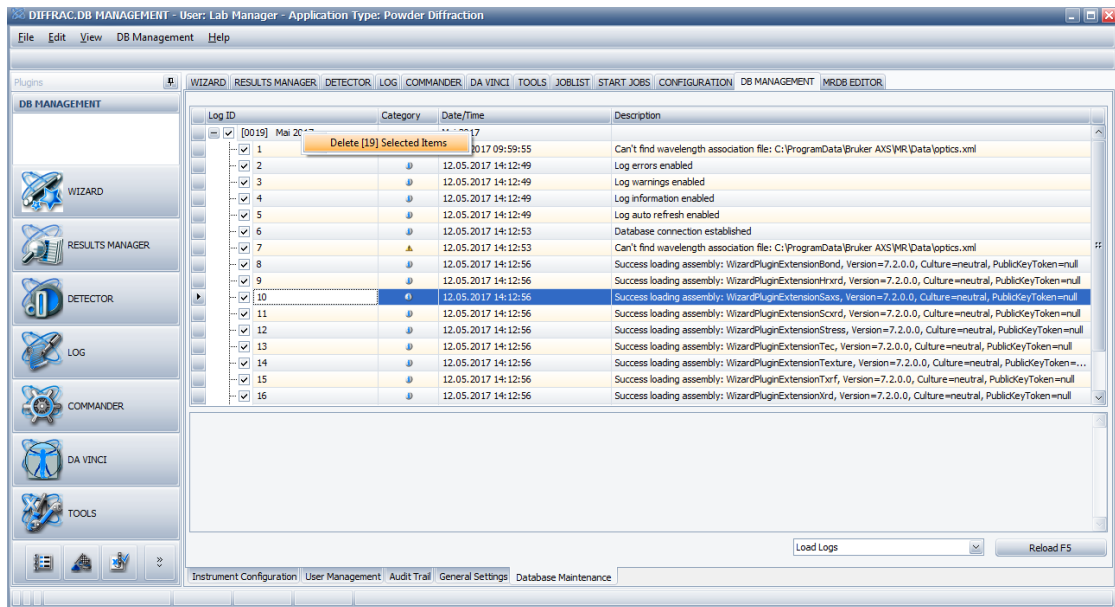 DIFFRAC.DB MANAGEMENT - User: Lab Manager - Application Type: Powder Diffraction
File Edit View DB Management Help
Plugins
WIZARD RESULTS MANAGER DETECTOR LOG COMMANDER DA VINCI TOOLS JOBLIST START JOBS CONFIGURATION DB MANAGEMENT MRDB EDITOR
DB MANAGEMENT
WIZARD
RESULTS MANAGER
DETECTOR
LOG
COMMANDER
DA VINCI
TOOLS
Log ID Category Date/Time Description
[0019] Mai 2017
Delete [19] Selected Items
1 2017 09:59:55 Can't find wavelength association file: C:\ProgramData\Bruker AXS\MR\Data\optics.xml
2 12.05.2017 14:12:49 Log errors enabled
3 12.05.2017 14:12:49 Log warnings enabled
4 12.05.2017 14:12:49 Log information enabled
5 12.05.2017 14:12:49 Log auto refresh enabled
6 12.05.2017 14:12:53 Database connection established
7 12.05.2017 14:12:53 Can't find wavelength association file: C:\ProgramData\Bruker AXS\MR\Data\optics.xml
8 12.05.2017 14:12:56 Success loading assembly: WizardPluginExtensionBond, Version=7.2.0.0, Culture=neutral, PublicKeyToken=null
9 12.05.2017 14:12:56 Success loading assembly: WizardPluginExtensionHrxrd, Version=7.2.0.0, Culture=neutral, PublicKeyToken=null
10 12.05.2017 14:12:56 Success loading assembly: WizardPluginExtensionSaxs, Version=7.2.0.0, Culture=neutral, PublicKeyToken=null
11 12.05.2017 14:12:56 Success loading assembly: WizardPluginExtensionScxrd, Version=7.2.0.0, Culture=neutral, PublicKeyToken=null
12 12.05.2017 14:12:56 Success loading assembly: WizardPluginExtensionStress, Version=7.2.0.0, Culture=neutral, PublicKeyToken=null
13 12.05.2017 14:12:56 Success loading assembly: WizardPluginExtensionTec, Version=7.2.0.0, Culture=neutral, PublicKeyToken=null
14 12.05.2017 14:12:56 Success loading assembly: WizardPluginExtensionTexture, Version=7.2.0.0, Culture=neutral, PublicKeyToken=...
15 12.05.2017 14:12:56 Success loading assembly: WizardPluginExtensionTxrf, Version=7.2.0.0, Culture=neutral, PublicKeyToken=null
16 12.05.2017 14:12:56 Success loading assembly: WizardPluginExtensionXrd, Version=7.2.0.0, Culture=neutral, PublicKeyToken=null
Load Logs Reload F5
Instrument Configuration User Management Audit Trail General Settings Database Maintenance